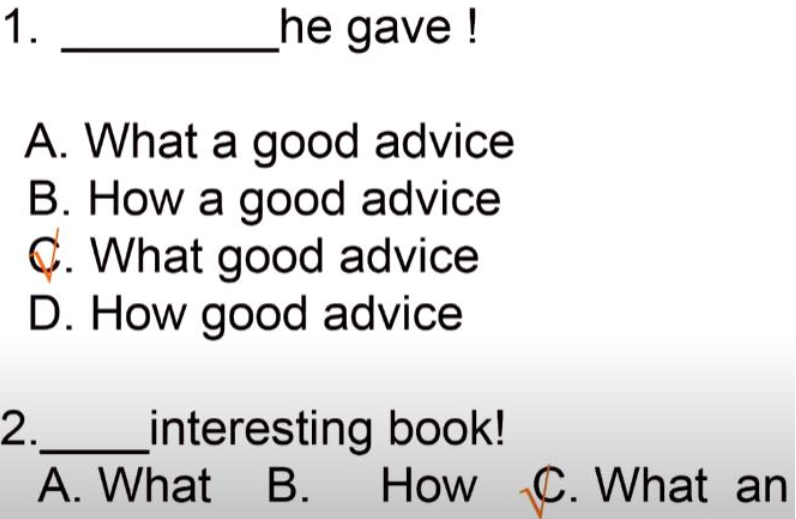 1. __________he gave !
A. What a good advice
B. How a good advice
C. What good advice
D. How good advice
2._____interesting book!
A. What B. How C. What an